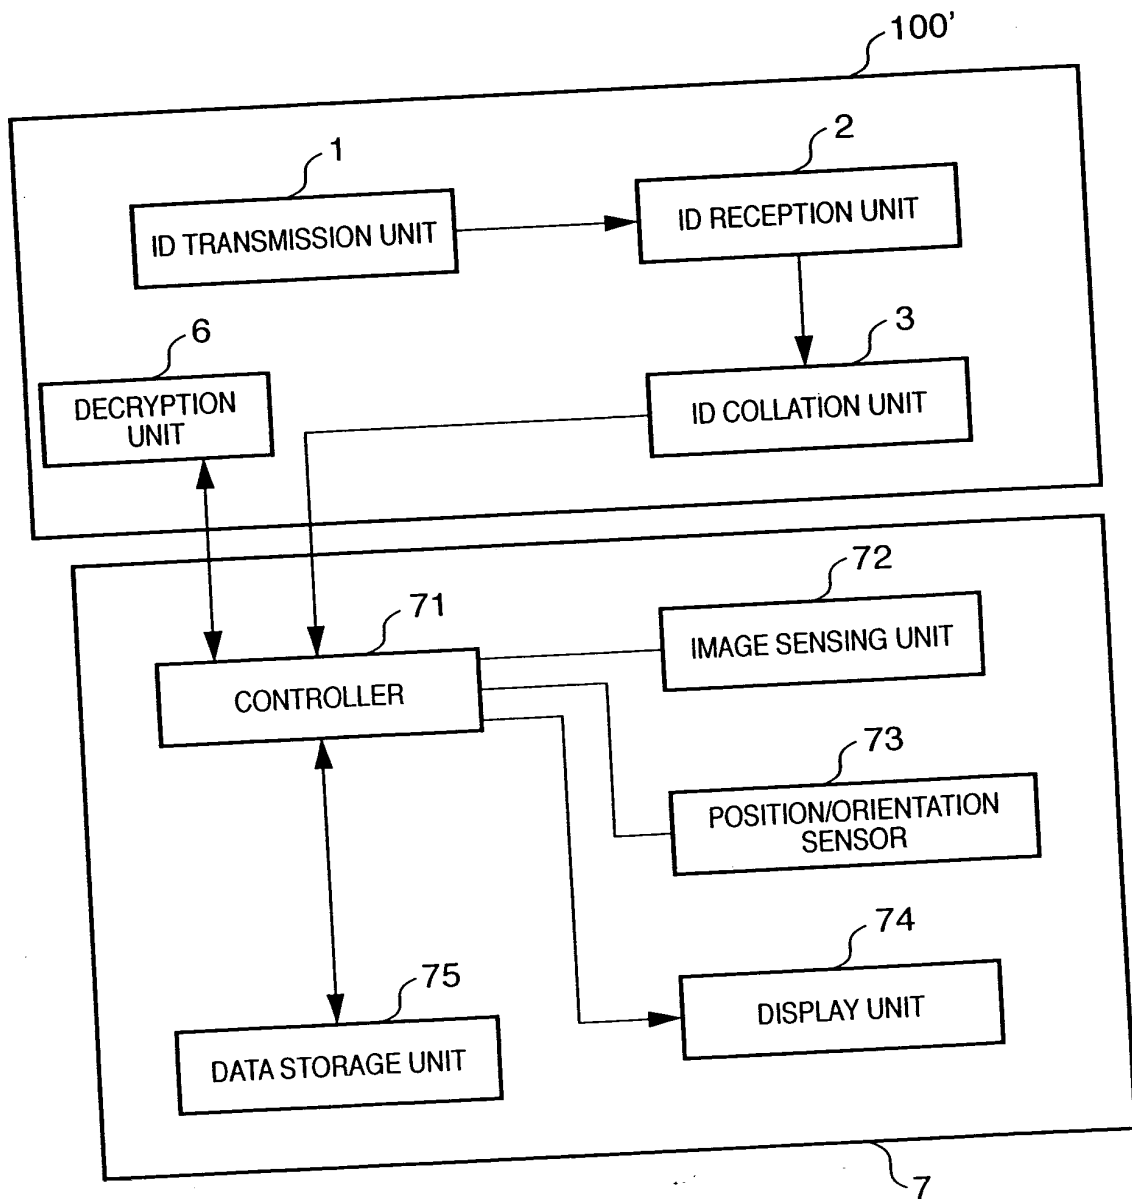 100'
1
ID TRANSMISSION UNIT
2
ID RECEPTION UNIT
6
DECRYPTION
UNIT
3
ID COLLATION UNIT
71
CONTROLLER
72
IMAGE SENSING UNIT
73
POSITION/ORIENTATION
SENSOR
74
DISPLAY UNIT
75
DATA STORAGE UNIT
7